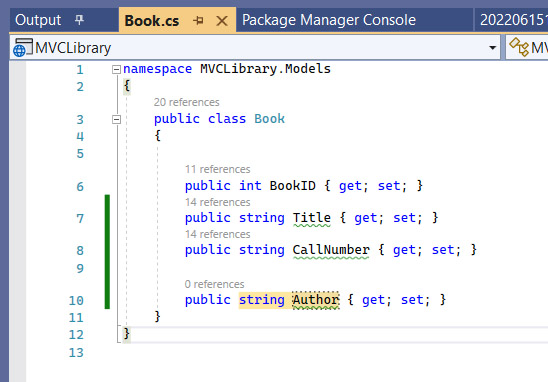 Output Book.cs Package Manager Console 202206151
MVCLibrary MV
1 namespace MVCLibrary.Models
2 {
20 references
3 public class Book
4 {
5
11 references
6 public int BookID { get; set; }
14 references
7 public string Title { get; set; }
14 references
8 public string CallNumber { get; set; }
9
0 references
10 public string Author { get; set; }
11 }
12 }
13